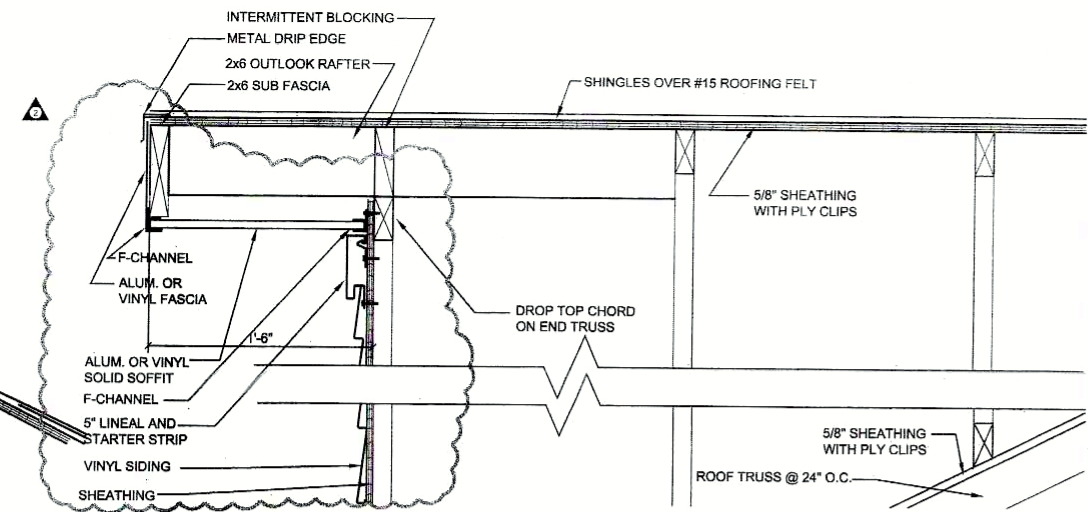 INTERMITTENT BLOCKING
METAL DRIP EDGE
2x6 OUTLOOK RAFTER
2x6 SUB FASCIA
SHINGLES OVER #15 ROOFING FELT
2
5/8" SHEATHING
WITH PLY CLIPS
F-CHANNEL
ALUM. OR
VINYL FASCIA
DROP TOP CHORD
ON END TRUSS
1'-6"
ALUM. OR VINYL
SOLID SOFFIT
F-CHANNEL
5" LINEAL AND
STARTER STRIP
VINYL SIDING
SHEATHING
5/8" SHEATHING
WITH PLY CLIPS
ROOF TRUSS @ 24" O.C.